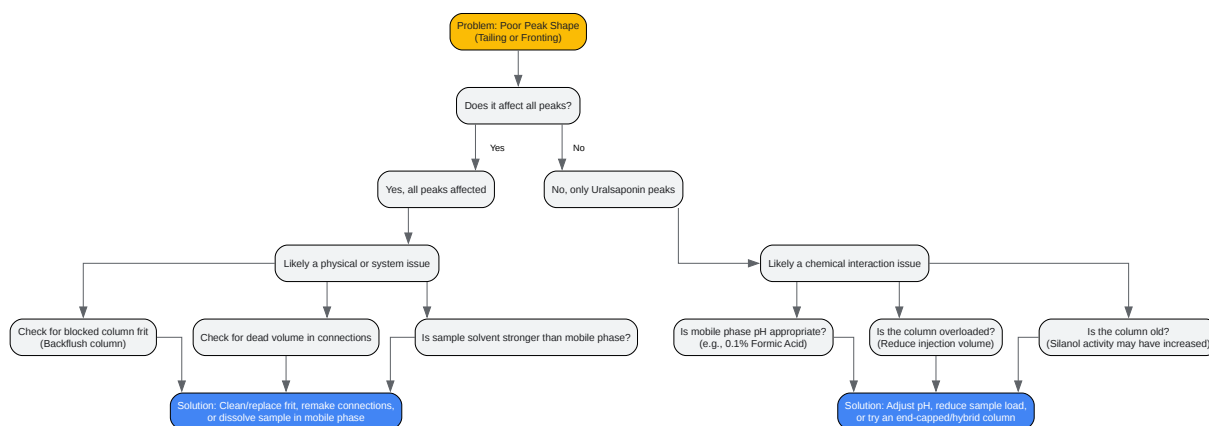 Problem: Poor Peak Shape
(Tailing or Fronting)
Does it affect all peaks?
Yes
No
Yes, all peaks affected
No, only Uralsaponin peaks
Likely a physical or system issue
Likely a chemical interaction issue
Check for blocked column frit
(Backflush column)
Check for dead volume in connections
Is sample solvent stronger than mobile phase?
Is mobile phase pH appropriate?
(e.g., 0.1% Formic Acid)
Is the column overloaded?
(Reduce injection volume)
Is the column old?
(Silanol activity may have increased)
Solution: Clean/replace frit, remake connections,
or dissolve sample in mobile phase
Solution: Adjust pH, reduce sample load,
or try an end-capped/hybrid column